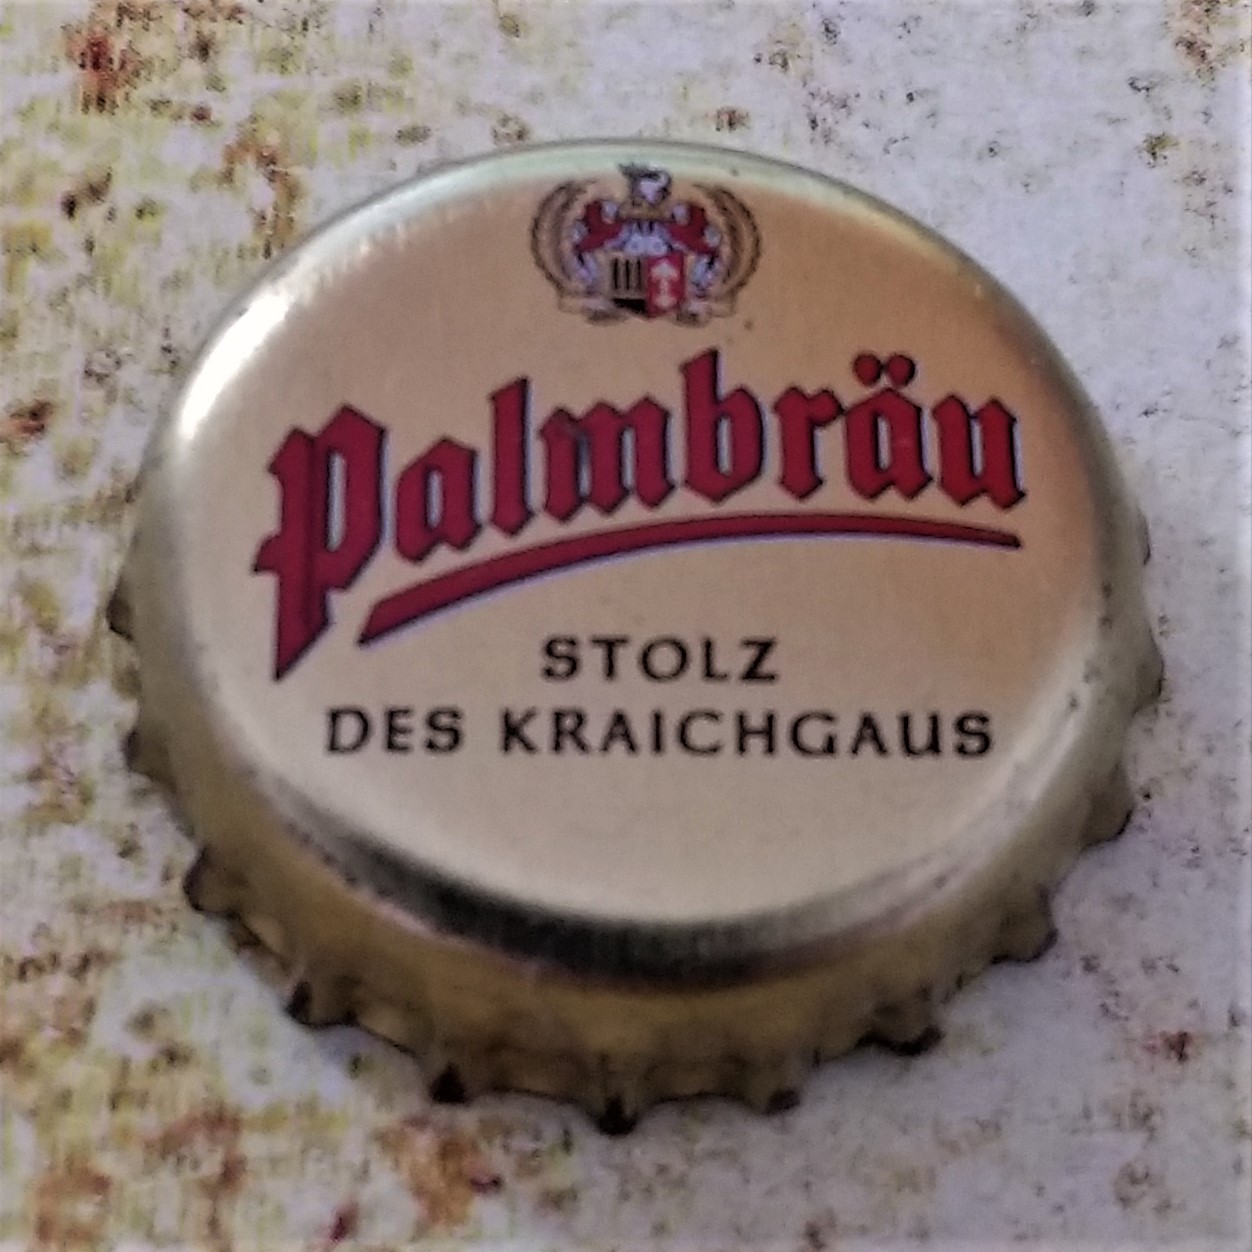 Palmbräu
STOLZ
DES KRAICHGAUS